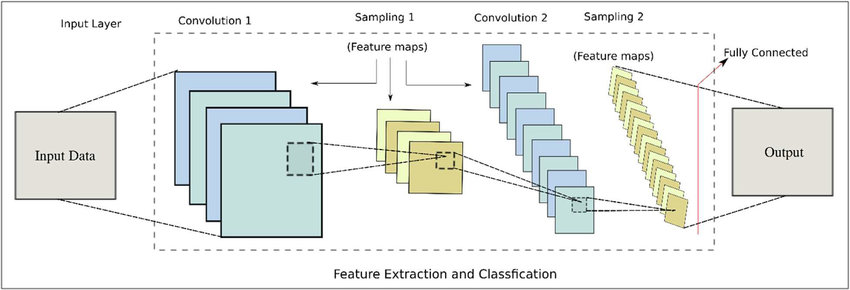 Input Layer
Convolution 1
Sampling 1
Convolution 2
Sampling 2
(Feature maps)
(Feature maps)
Fully Connected
Input Data
Output
Feature Extraction and Classfication